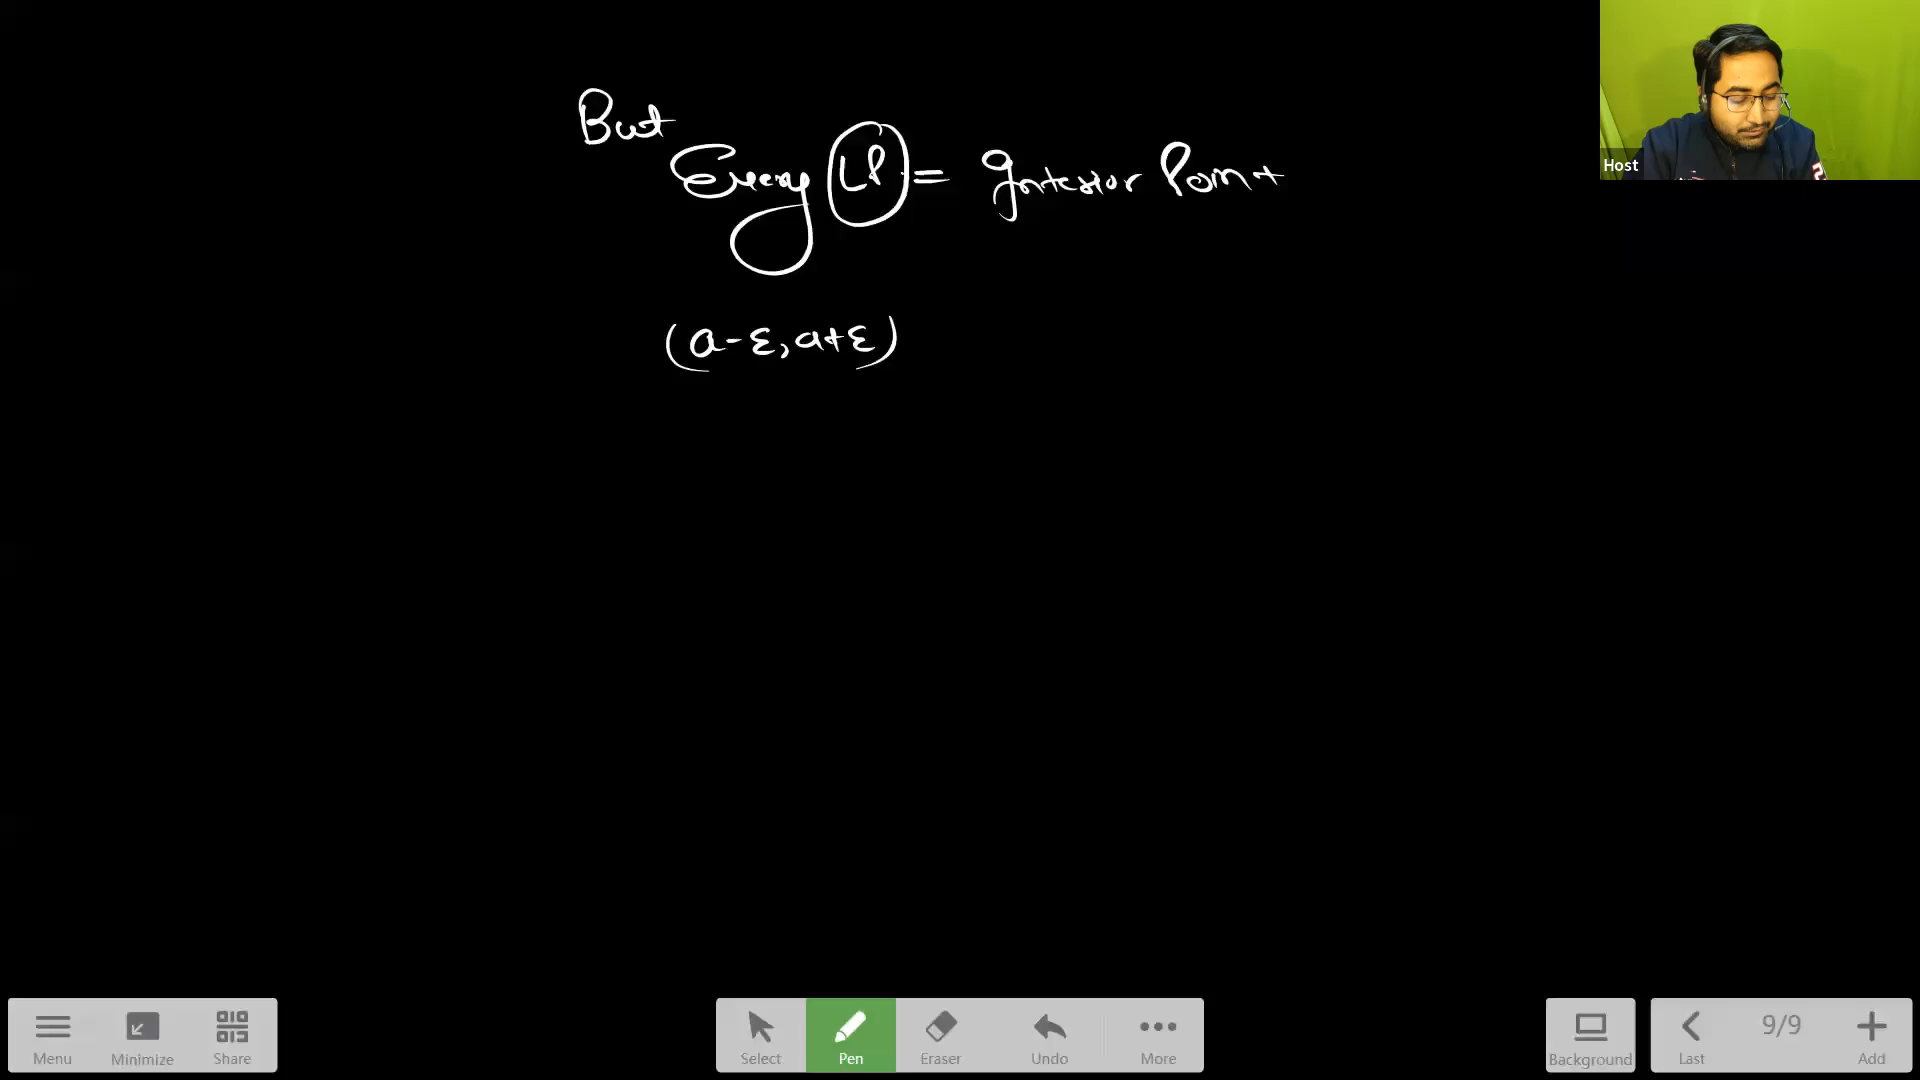 But
Every LP = Interior Point
(a-ε, a+ε)
Host
Menu
Minimize
Share
Select
Pen
Eraser
Undo
More
Background
Last
9/9
Add